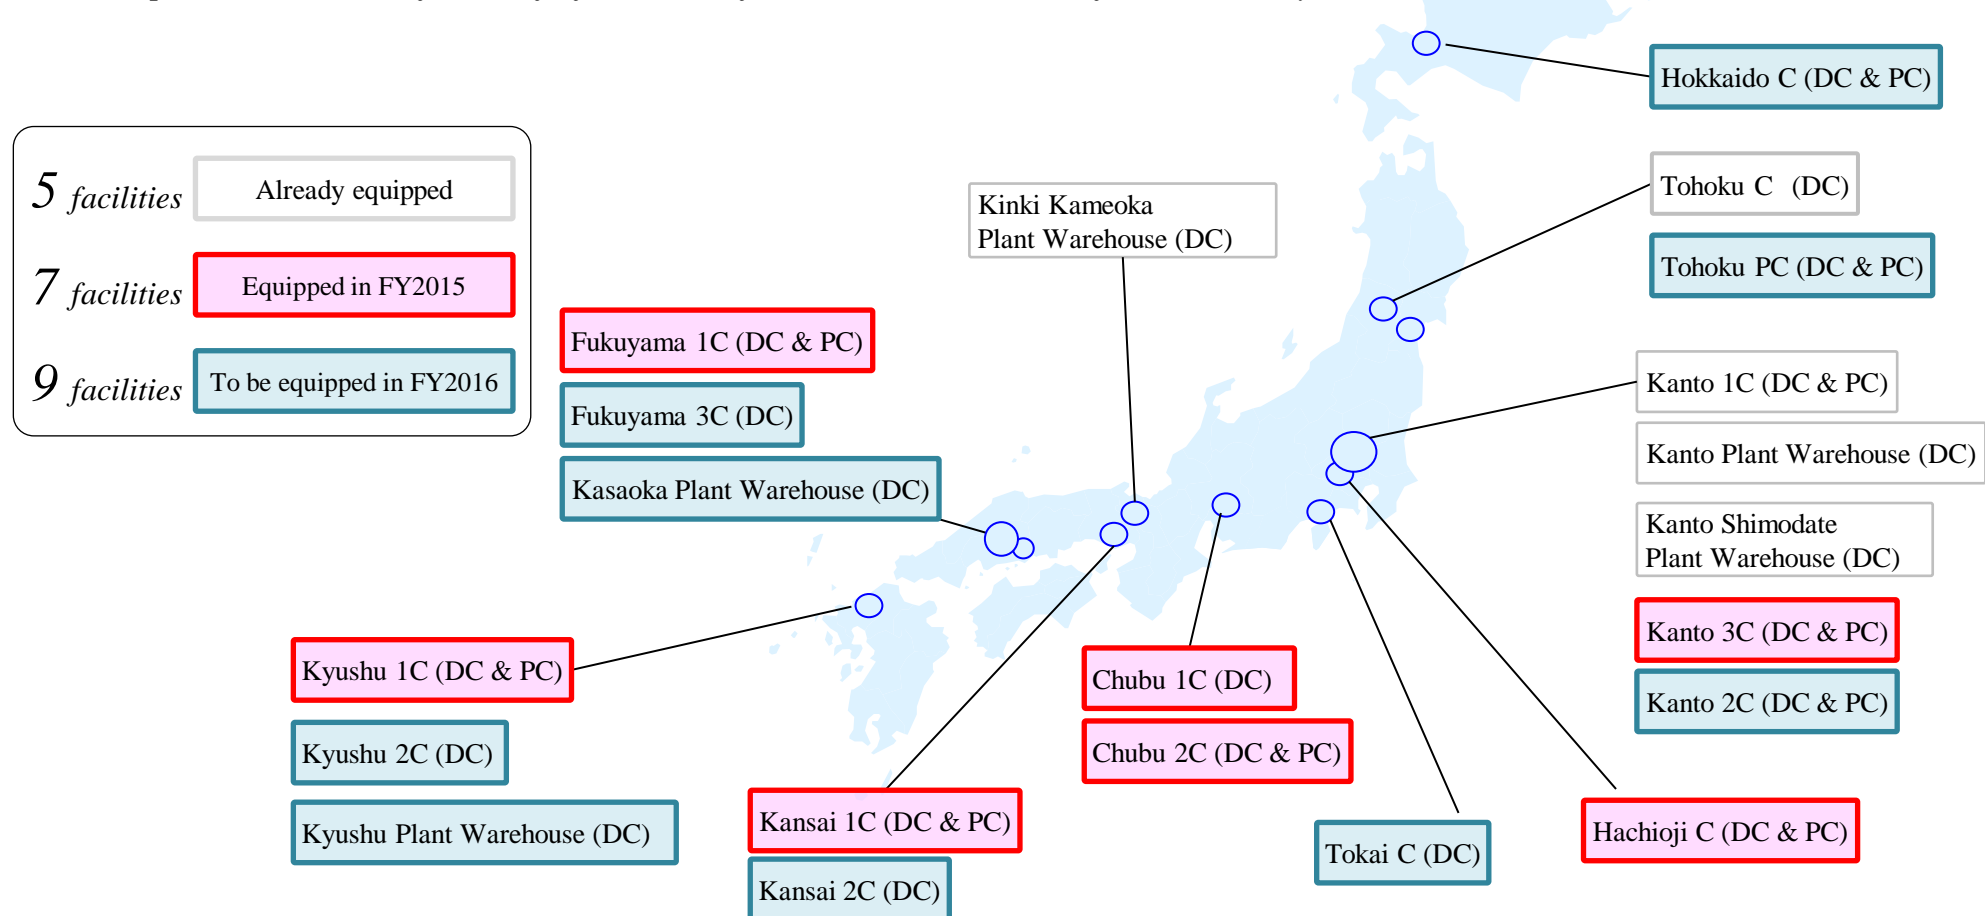 Hokkaido C (DC & PC)
5 facilities
Already equipped
7 facilities
Equipped in FY2015
9 facilities
To be equipped in FY2016
Kinki Kameoka
Plant Warehouse (DC)
Tohoku C (DC)
Tohoku PC (DC & PC)
Fukuyama 1C (DC & PC)
Fukuyama 3C (DC)
Kasaoka Plant Warehouse (DC)
Kanto 1C (DC & PC)
Kanto Plant Warehouse (DC)
Kanto Shimodate
Plant Warehouse (DC)
Kanto 3C (DC & PC)
Kanto 2C (DC & PC)
Kyushu 1C (DC & PC)
Kyushu 2C (DC)
Kyushu Plant Warehouse (DC)
Chubu 1C (DC)
Chubu 2C (DC & PC)
Kansai 1C (DC & PC)
Kansai 2C (DC)
Tokai C (DC)
Hachioji C (DC & PC)